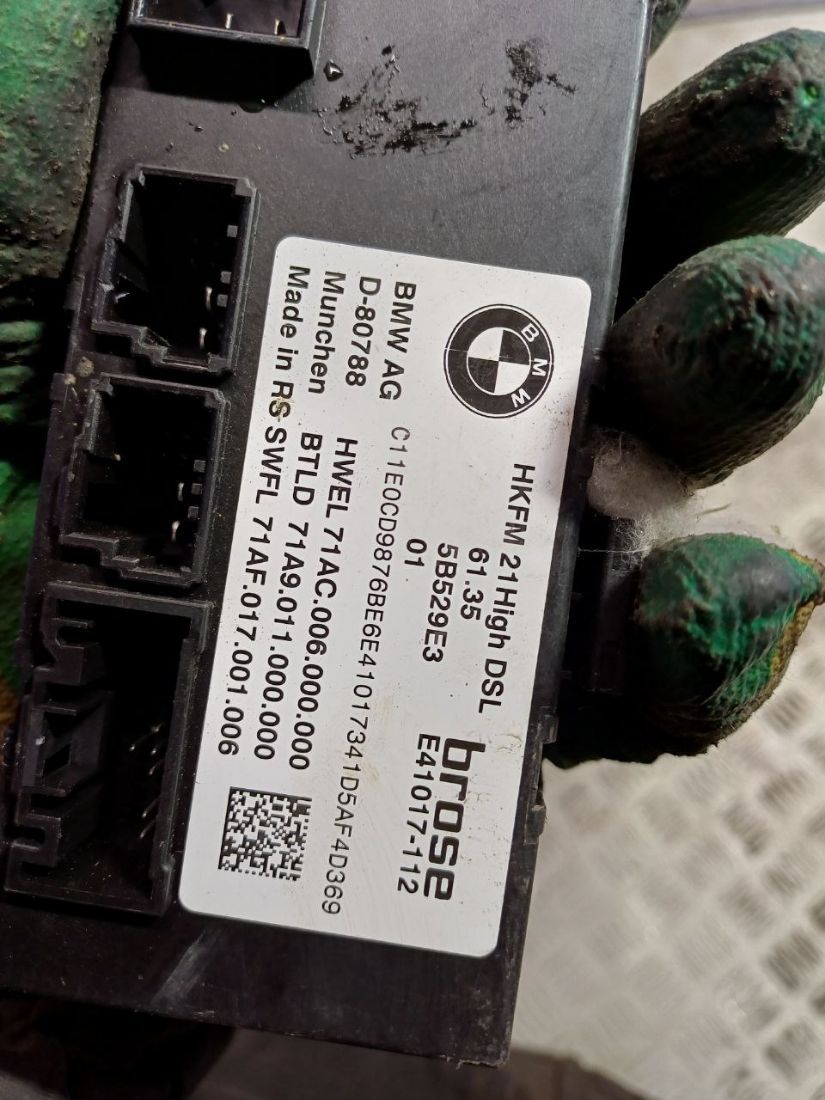 BMW
HKFM 21High DSL
61.35
5B529E3
01
brose
E41017-112
BMW AG
D-80788
Munchen
Made in RS
C11E0CD9876BE6E41017341D5AF4D369
HWEL 71AC.006.000.000
BTLD 71A9.011.000.000
SWFL 71AF.017.001.006